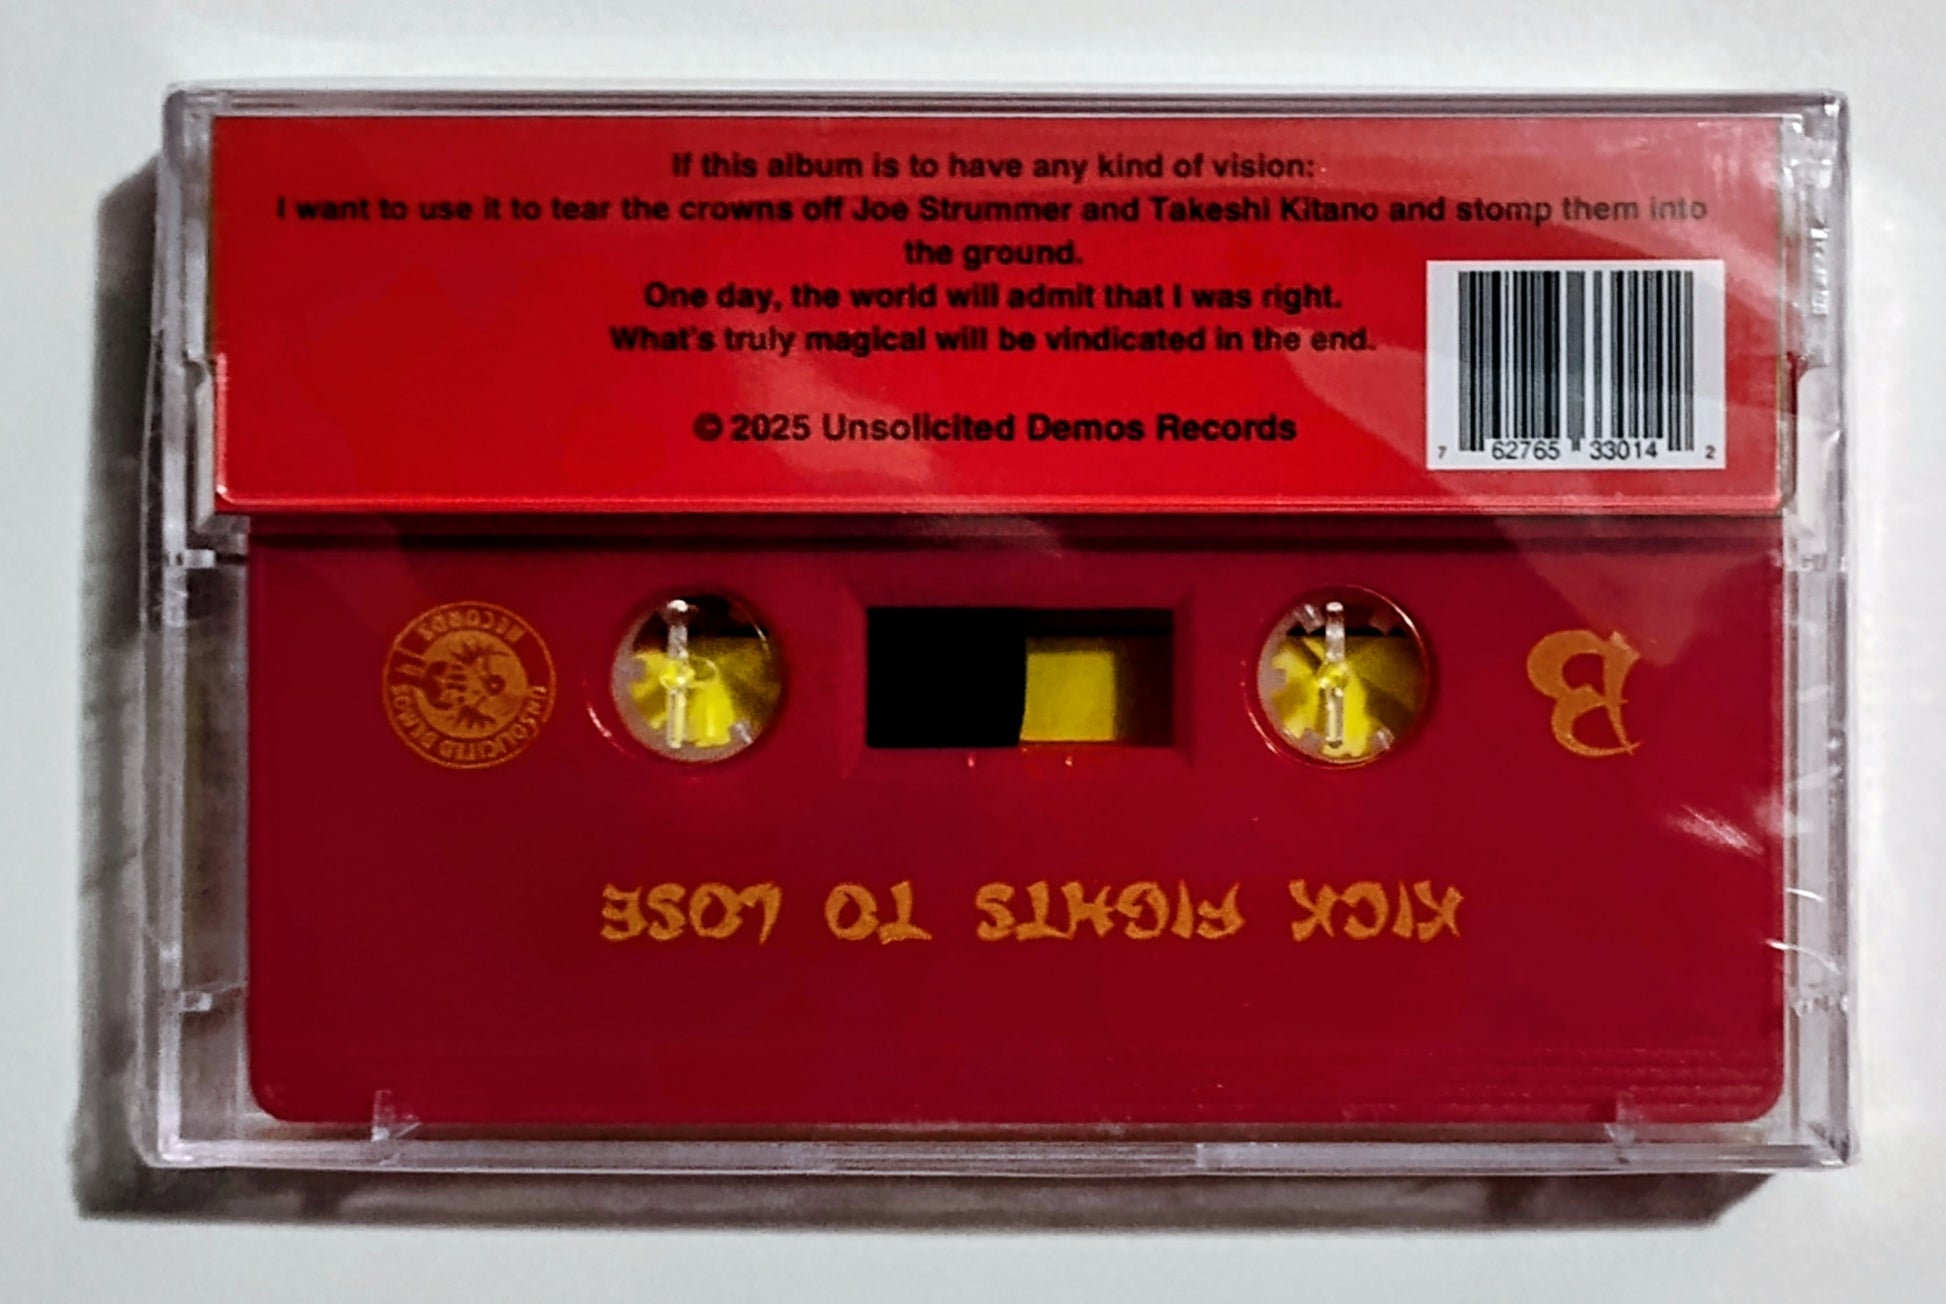 If this album is to have any kind of vision:
I want to use it to tear the crowns off Joe Strummer and Takeshi Kitano and stomp them into
the ground.
One day, the world will admit that I was right.
What's truly magical will be vindicated in the end.
© 2025 Unsolicited Demos Records
7 62765 33014 2
UNSOLICITED DEMOS RECORDS
B
KICK FIGHTS TO LOSE